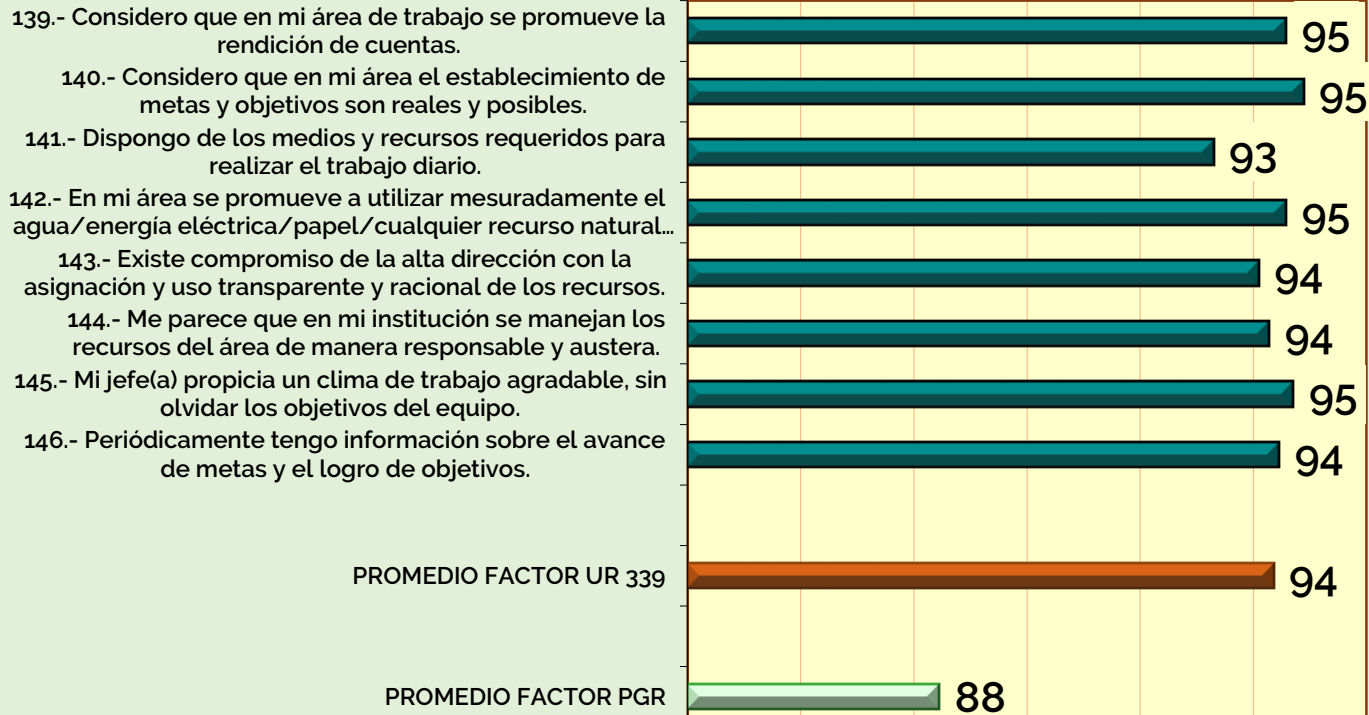 139.- Considero que en mi área de trabajo se promueve la
rendición de cuentas.
95
140.- Considero que en mi área el establecimiento de
metas y objetivos son reales y posibles.
95
141.- Dispongo de los medios y recursos requeridos para
realizar el trabajo diario.
93
142.- En mi área se promueve a utilizar mesuradamente el
agua/energía eléctrica/papel/cualquier recurso natural...
95
143.- Existe compromiso de la alta dirección con la
asignación y uso transparente y racional de los recursos.
94
144.- Me parece que en mi institución se manejan los
recursos del área de manera responsable y austera.
94
145.- Mi jefe(a) propicia un clima de trabajo agradable, sin
olvidar los objetivos del equipo.
95
146.- Periódicamente tengo información sobre el avance
de metas y el logro de objetivos.
94
PROMEDIO FACTOR UR 339
94
PROMEDIO FACTOR PGR
88